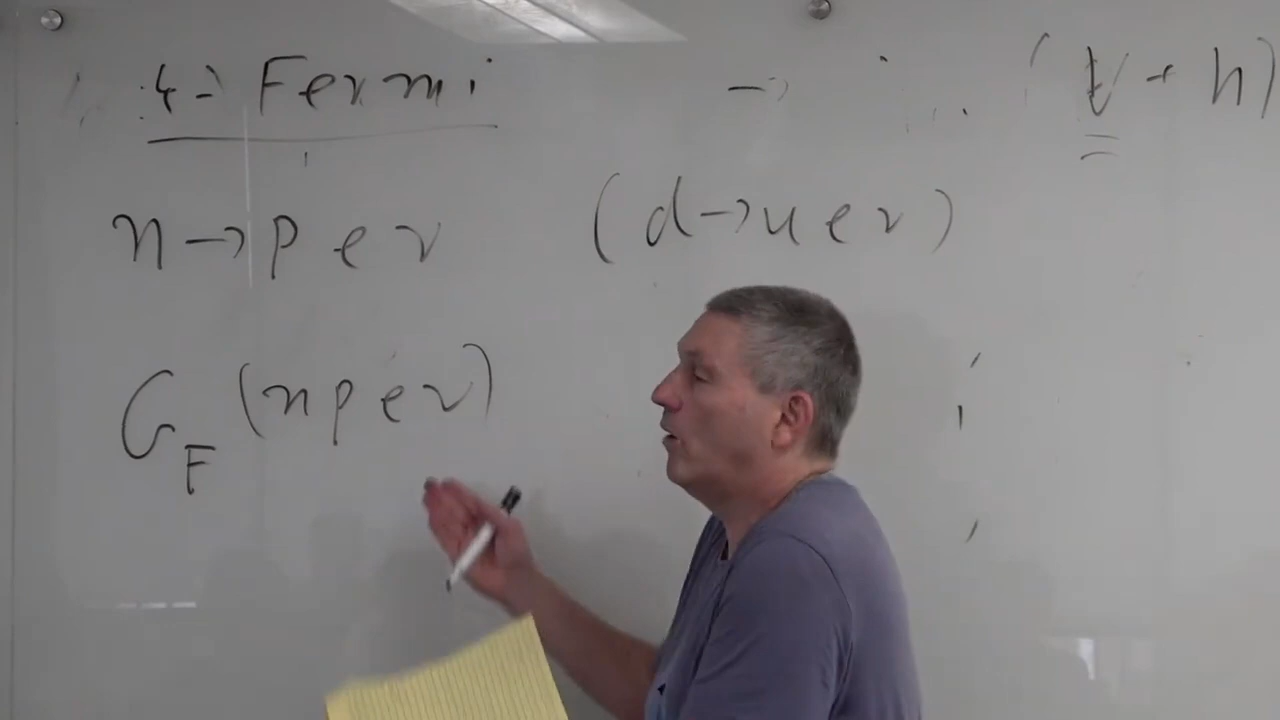 4- Fermi → (v + h)
n → p e ν (d → u e ν)
G_F (n p e ν)